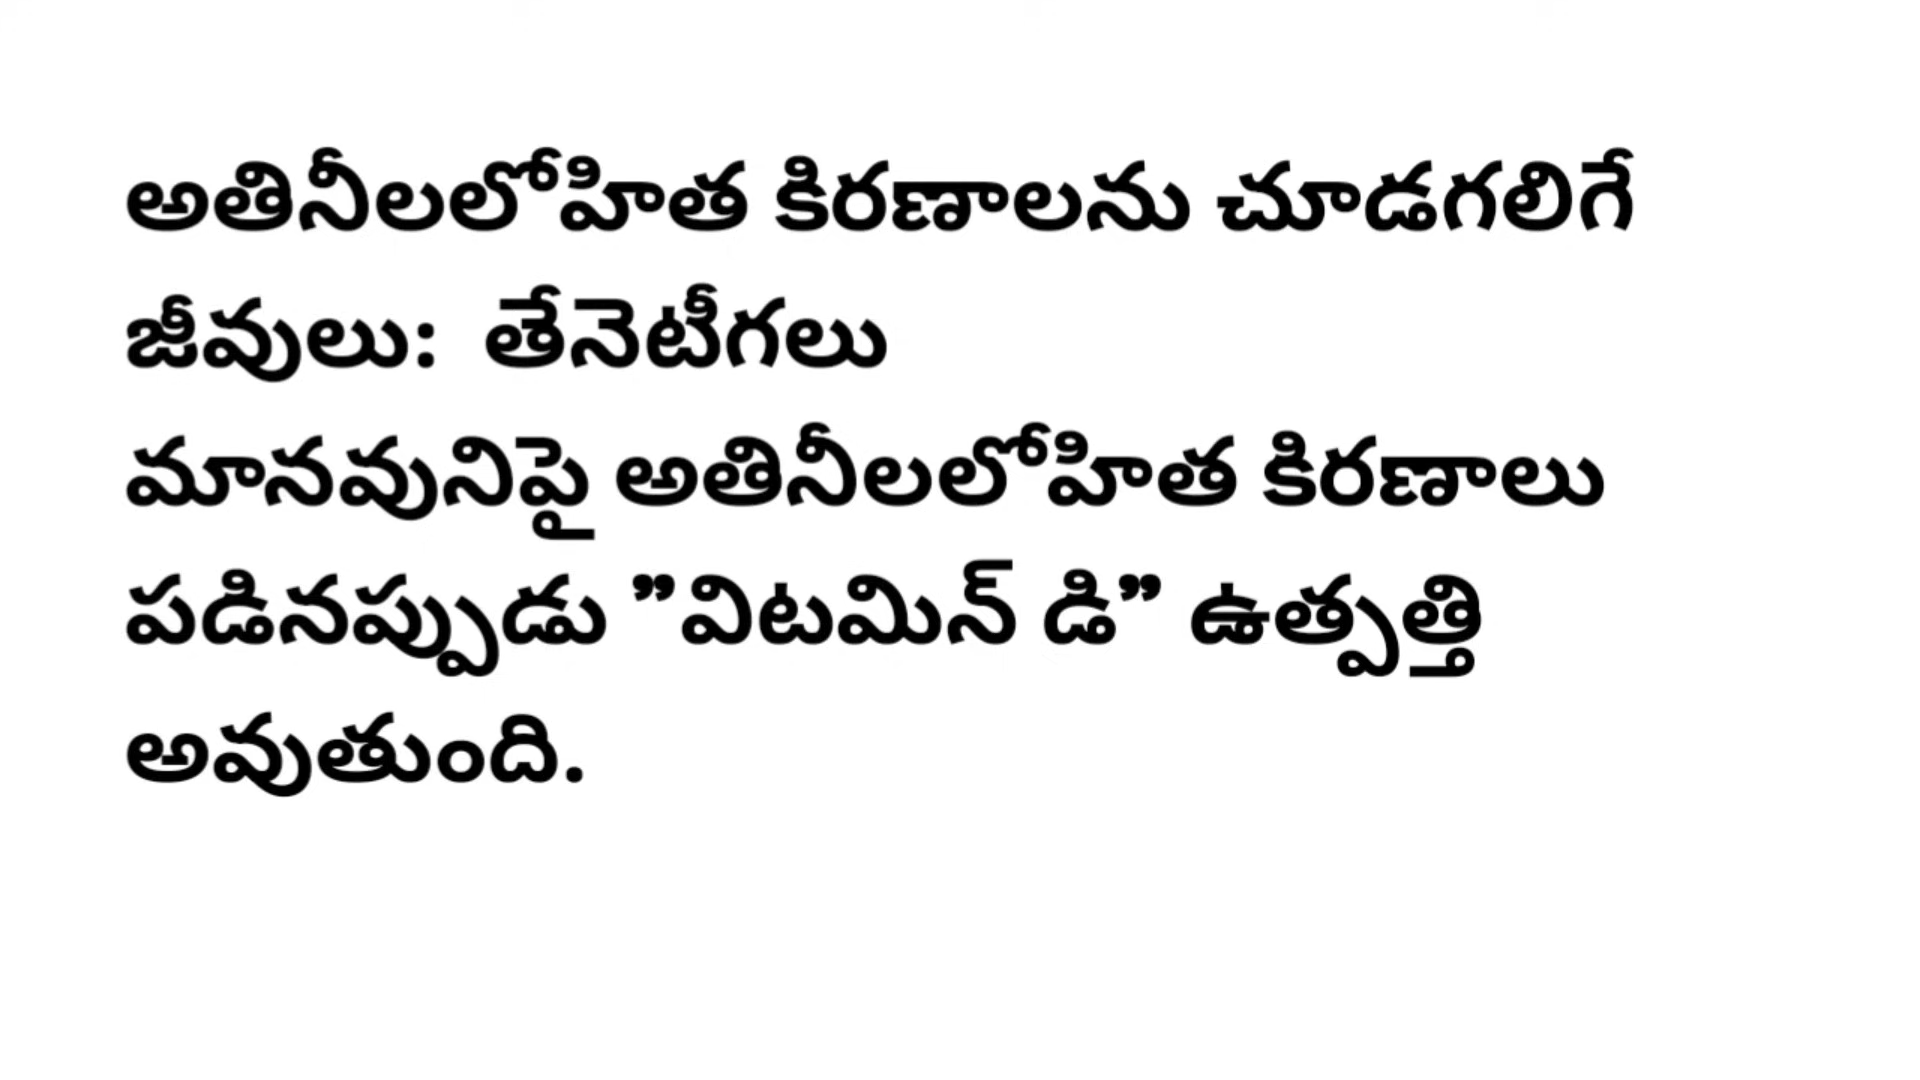 అతినీలలోహిత కిరణాలను చూడగలిగే
జీవులు:  తేనెటీగలు
మానవునిపై అతినీలలోహిత కిరణాలు
పడినప్పుడు ”విటమిన్ డి” ఉత్పత్తి
అవుతుంది.